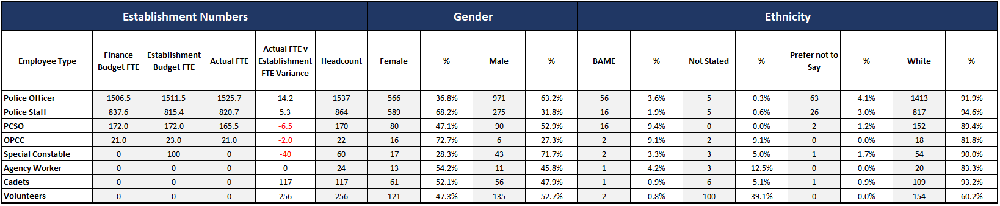 Establishment Numbers Gender Ethnicity
Employee Type Finance Budget FTE Establishment Budget FTE Actual FTE Actual FTE v Establishment FTE Variance Headcount Female % Male % BAME % Not Stated % Prefer not to Say % White %
Police Officer 1506.5 1511.5 1525.7 14.2 1537 566 36.8% 971 63.2% 56 3.6% 5 0.3% 63 4.1% 1413 91.9%
Police Staff 837.6 815.4 820.7 5.3 864 589 68.2% 275 31.8% 16 1.9% 5 0.6% 26 3.0% 817 94.6%
PCSO 172.0 172.0 165.5 -6.5 170 80 47.1% 90 52.9% 16 9.4% 0 0.0% 2 1.2% 152 89.4%
OPCC 21.0 23.0 21.0 -2.0 22 16 72.7% 6 27.3% 2 9.1% 2 9.1% 0 0.0% 18 81.8%
Special Constable 0 100 0 -40 60 17 28.3% 43 71.7% 2 3.3% 3 5.0% 1 1.7% 54 90.0%
Agency Worker 0 0 0 0 24 13 54.2% 11 45.8% 1 4.2% 3 12.5% 0 0.0% 20 83.3%
Cadets 0 0 0 117 117 61 52.1% 56 47.9% 1 0.9% 6 5.1% 1 0.9% 109 93.2%
Volunteers 0 0 0 256 256 121 47.3% 135 52.7% 2 0.8% 100 39.1% 0 0.0% 154 60.2%